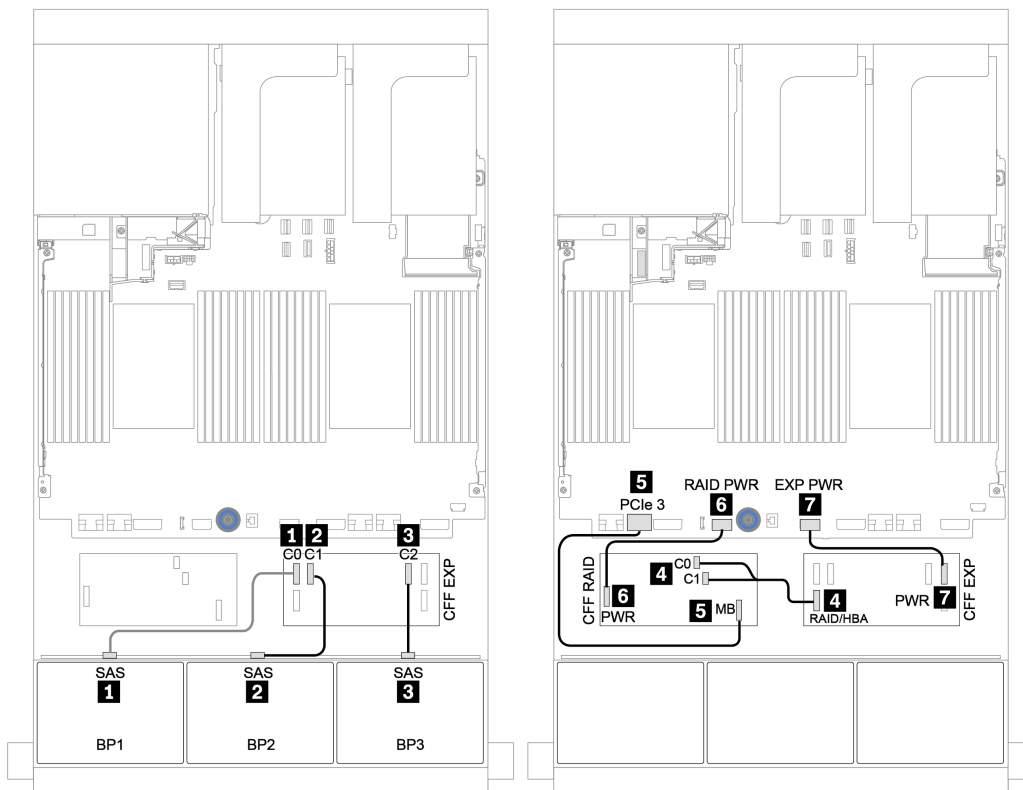 1 2 3
C0 C1 C2
CFF EXP
SAS SAS SAS
1 2 3
BP1 BP2 BP3
5 RAID PWR EXP PWR
PCIe 3 6 7
CFF RAID
C0
4 C1
6
PWR
5 MB
4
RAID/HBA
PWR 7
CFF EXP